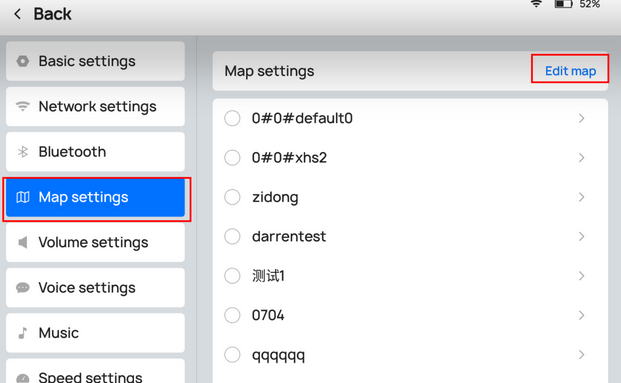 Back
52%
Basic settings
Network settings
Bluetooth
Map settings
Volume settings
Voice settings
Music
Speed settings
Map settings
Edit map
0#0#default0
0#0#xhs2
zidong
darrentest
测试1
0704
qqqqqq